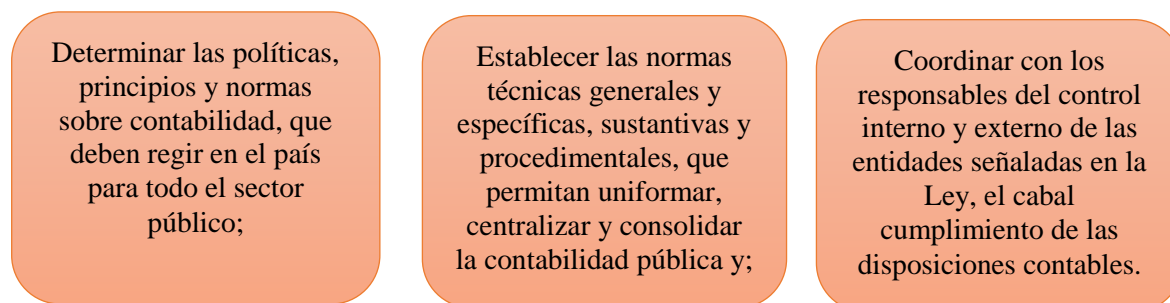 Determinar las políticas,
principios y normas
sobre contabilidad, que
deben regir en el país
para todo el sector
público;
Establecer las normas
técnicas generales y
específicas, sustantivas y
procedimentales, que
permitan uniformar,
centralizar y consolidar
la contabilidad pública y;
Coordinar con los
responsables del control
interno y externo de las
entidades señaladas en la
Ley, el cabal
cumplimiento de las
disposiciones contables.